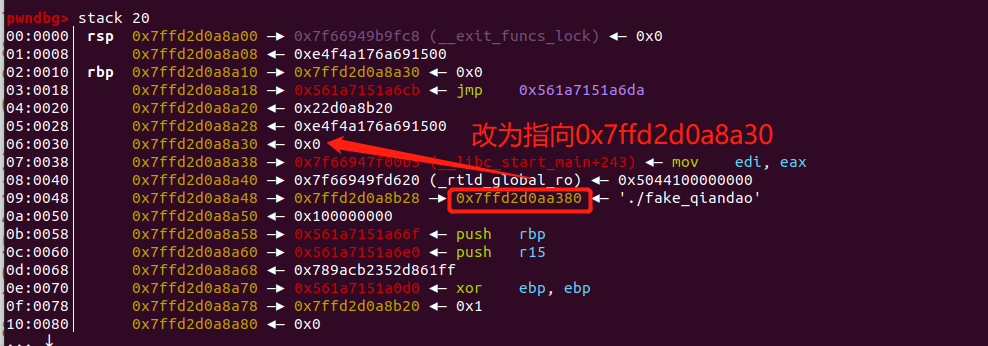 pwndbg> stack 20
00:0000│ rsp 0x7ffd2d0a8a00 —▸ 0x7f66949b9fc8 (__exit_funcs_lock) ◂— 0x0
01:0008│ 0x7ffd2d0a8a08 ◂— 0xe4f4a176a691500
02:0010│ rbp 0x7ffd2d0a8a10 —▸ 0x7ffd2d0a8a30 ◂— 0x0
03:0018│ 0x7ffd2d0a8a18 —▸ 0x561a7151a6cb ◂— jmp 0x561a7151a6da
04:0020│ 0x7ffd2d0a8a20 ◂— 0x22d0a8b20
05:0028│ 0x7ffd2d0a8a28 ◂— 0xe4f4a176a691500
改为指向0x7ffd2d0a8a30
06:0030│ 0x7ffd2d0a8a30 ◂— 0x0
07:0038│ 0x7ffd2d0a8a38 —▸ 0x7f66947f00b3 (__libc_start_main+243) ◂— mov edi, eax
08:0040│ 0x7ffd2d0a8a40 —▸ 0x7f66949fd620 (_rtld_global_ro) ◂— 0x5044100000000
09:0048│ 0x7ffd2d0a8a48 —▸ 0x7ffd2d0a8b28 —▸ 0x7ffd2d0aa380 ◂— './fake_qiandao'
0a:0050│ 0x7ffd2d0a8a50 ◂— 0x100000000
0b:0058│ 0x7ffd2d0a8a58 —▸ 0x561a7151a66f ◂— push rbp
0c:0060│ 0x7ffd2d0a8a60 —▸ 0x561a7151a6e0 ◂— push r15
0d:0068│ 0x7ffd2d0a8a68 ◂— 0x789acb2352d861ff
0e:0070│ 0x7ffd2d0a8a70 —▸ 0x561a7151a0d0 ◂— xor ebp, ebp
0f:0078│ 0x7ffd2d0a8a78 —▸ 0x7ffd2d0a8b20 ◂— 0x1
10:0080│ 0x7ffd2d0a8a80 ◂— 0x0
... ↓